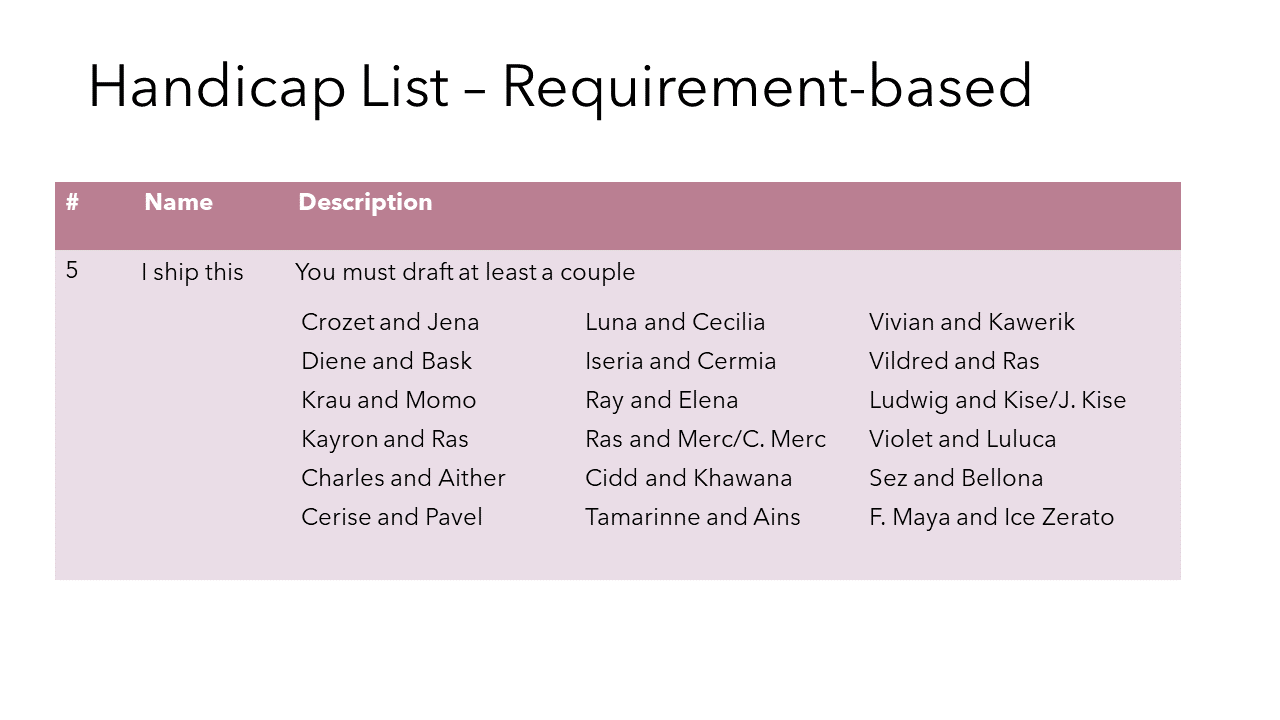 Handicap List – Requirement-based
# Name Description
5 I ship this You must draft at least a couple
Crozet and Jena Luna and Cecilia Vivian and Kawerik
Diene and Bask Iseria and Cermia Vildred and Ras
Krau and Momo Ray and Elena Ludwig and Kise/J. Kise
Kayron and Ras Ras and Merc/C. Merc Violet and Luluca
Charles and Aither Cidd and Khawana Sez and Bellona
Cerise and Pavel Tamarinne and Ains F. Maya and Ice Zerato